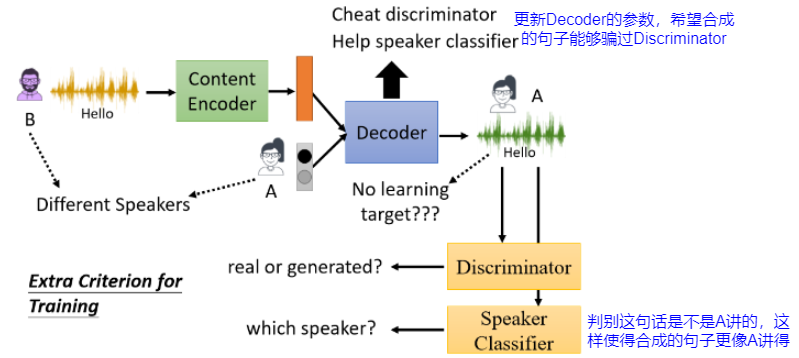 Cheat discriminator
Help speaker classifier
更新Decoder的参数，希望合成
的句子能够骗过Discriminator
Content
Encoder
B
Hello
Decoder
A
Hello
A
Different Speakers
No learning
target???
Extra Criterion for
Training
real or generated?
Discriminator
which speaker?
Speaker
Classifier
判别这句话是不是A讲的，这
样使得合成的句子更像A讲得